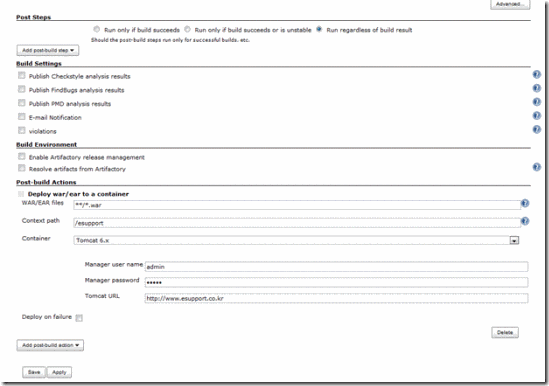 Advanced...
Post Steps
Run only if build succeeds Run only if build succeeds or is unstable Run regardless of build result
Should the post-build steps run only for successful builds, etc.
Add post-build step
Build Settings
Publish Checkstyle analysis results
Publish FindBugs analysis results
Publish PMD analysis results
E-mail Notification
violations
Build Environment
Enable Artifactory release management
Resolve artifacts from Artifactory
Post-build Actions
Deploy war/ear to a container
WAR/EAR files **/*.war
Context path /esupport
Container Tomcat 6.x
Manager user name admin
Manager password •••••
Tomcat URL http://www.esupport.co.kr
Deploy on failure
Delete
Add post-build action
Save Apply